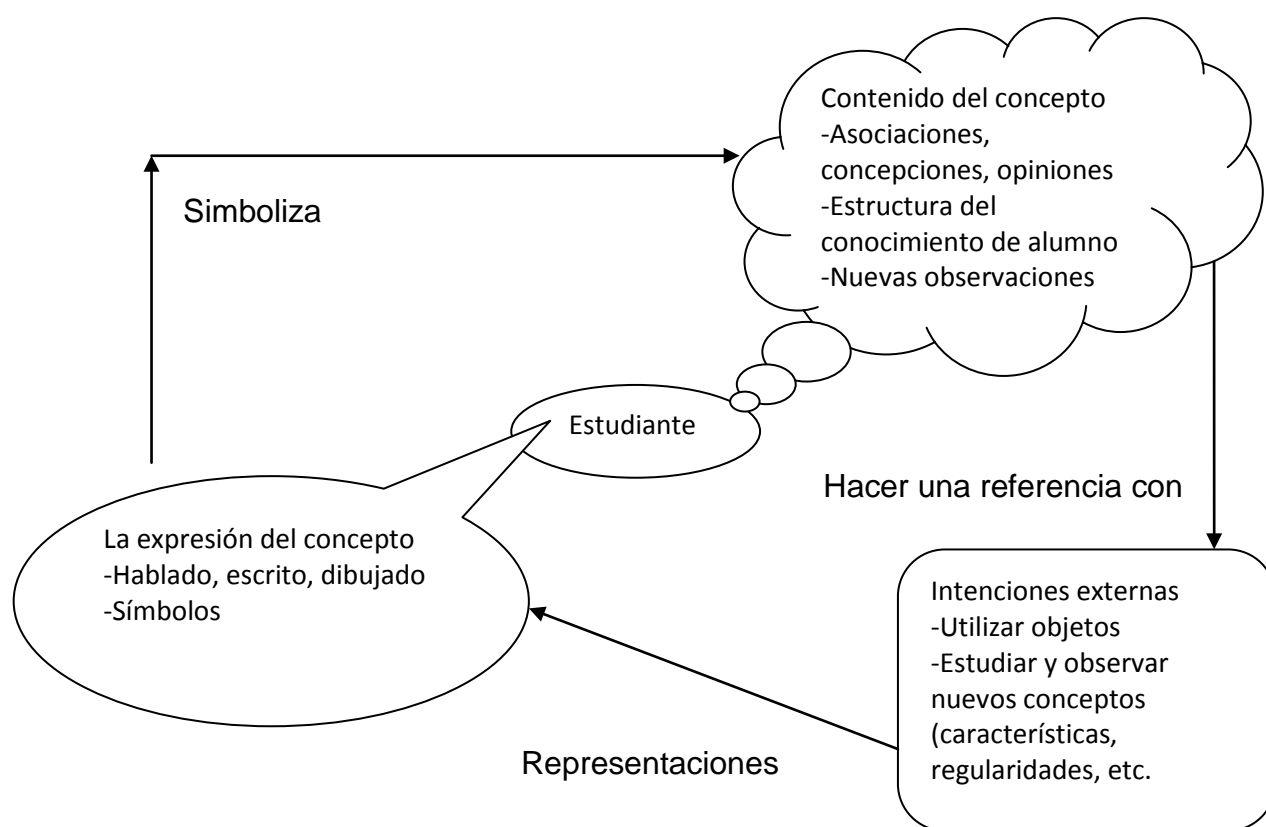 Contenido del concepto
-Asociaciones,
concepciones, opiniones
-Estructura del
conocimiento de alumno
-Nuevas observaciones
Simboliza
Estudiante
Hacer una referencia con
La expresión del concepto
-Hablado, escrito, dibujado
-Símbolos
Intenciones externas
-Utilizar objetos
-Estudiar y observar
nuevos conceptos
(características,
regularidades, etc.
Representaciones